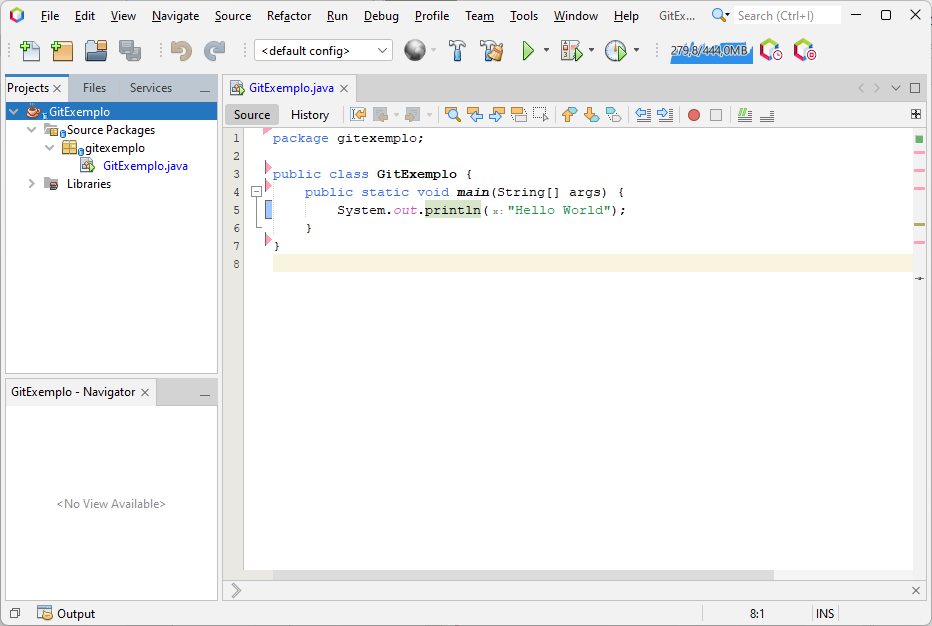 File Edit View Navigate Source Refactor Run Debug Profile Team Tools Window Help GitEx... Search (Ctrl+I)
<default config> 279,8/444,0MB
Projects Files Services
GitExemplo
Source Packages
gitexemplo
GitExemplo.java
Libraries
GitExemplo - Navigator
<No View Available>
GitExemplo.java
Source History
1 package gitexemplo;
2
3 public class GitExemplo {
4 public static void main(String[] args) {
5 System.out.println(x: "Hello World");
6 }
7 }
8
Output 8:1 INS